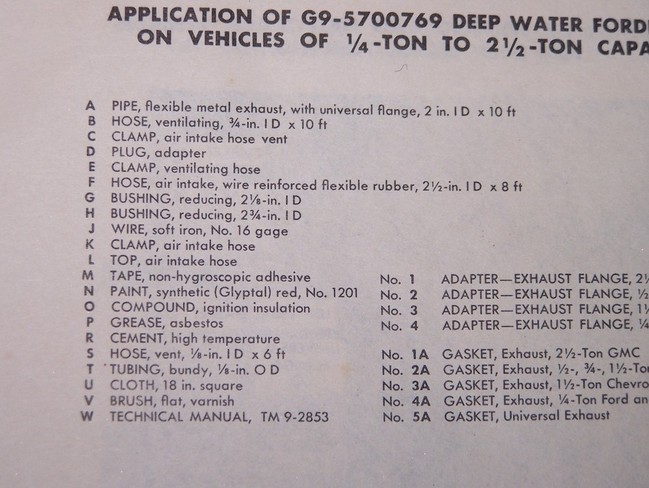 APPLICATION OF G9-5700769 DEEP WATER
ON VEHICLES OF ¼-TON TO 2½-TON
A PIPE, flexible metal exhaust, with universal flange, 2 in. I D x 10 ft
B HOSE, ventilating, ¾-in. I D x 10 ft
C CLAMP, air intake hose vent
D PLUG, adapter
E CLAMP, ventilating hose
F HOSE, air intake, wire reinforced flexible rubber, 2½-in. I D x 8 ft
G BUSHING, reducing, 2⅛-in. I D
H BUSHING, reducing, 2¾-in. I D
J WIRE, soft iron, No. 16 gage
K CLAMP, air intake hose
L TOP, air intake hose
M TAPE, non-hygroscopic adhesive No. 1 ADAPTER—EXHAUST FLANGE,
N PAINT, synthetic (Glyptal) red, No. 1201 No. 2 ADAPTER—EXHAUST FLANGE,
O COMPOUND, ignition insulation No. 3 ADAPTER—EXHAUST FLANGE,
P GREASE, asbestos No. 4 ADAPTER—EXHAUST FLANGE,
R CEMENT, high temperature
S HOSE, vent, ⅛-in. I D x 6 ft No. 1A GASKET, Exhaust, 2½-Ton GMC
T TUBING, bundy, ⅛-in. O D No. 2A GASKET, Exhaust, ½-, ¾-,
U CLOTH, 18 in. square No. 3A GASKET, Exhaust, 1½-Ton
V BRUSH, flat, varnish No. 4A GASKET, Exhaust, ¼-Ton Ford
W TECHNICAL MANUAL, TM 9-2853 No. 5A GASKET, Universal Exhaust